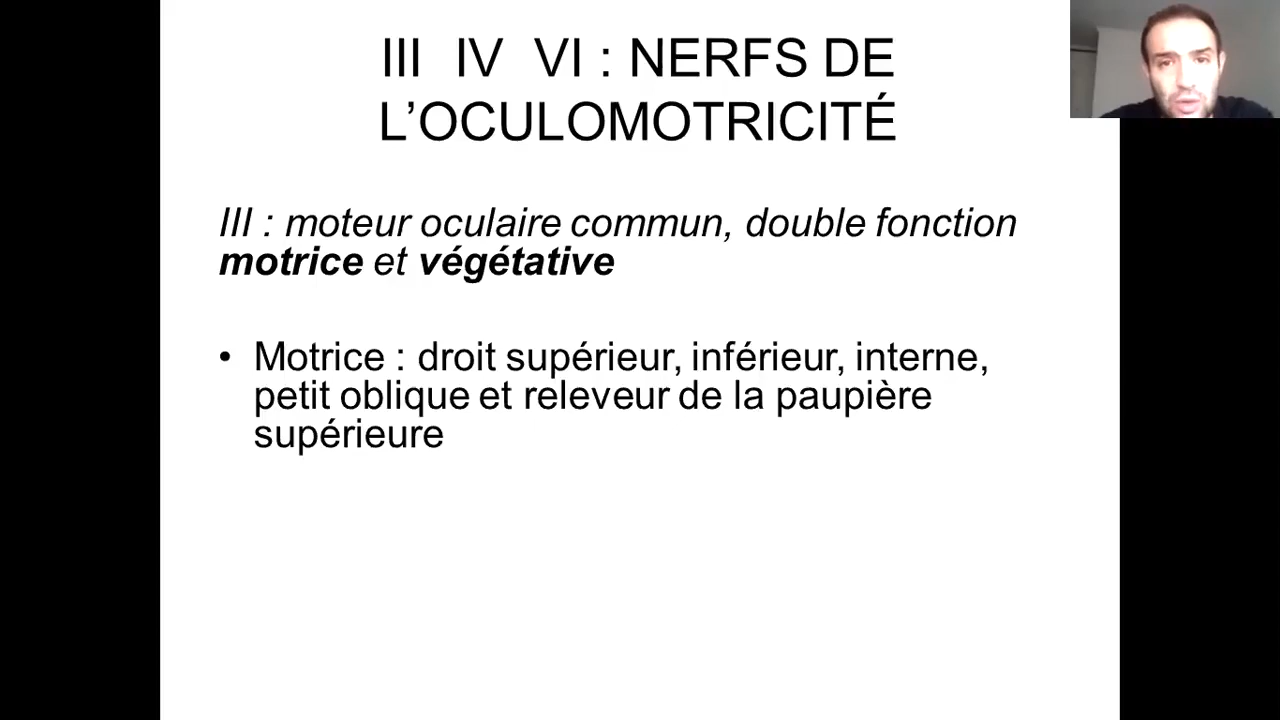 III IV VI : NERFS DE
L’OCULOMOTRICITÉ
III : moteur oculaire commun, double fonction
motrice et végétative
• Motrice : droit supérieur, inférieur, interne,
petit oblique et releveur de la paupière
supérieure